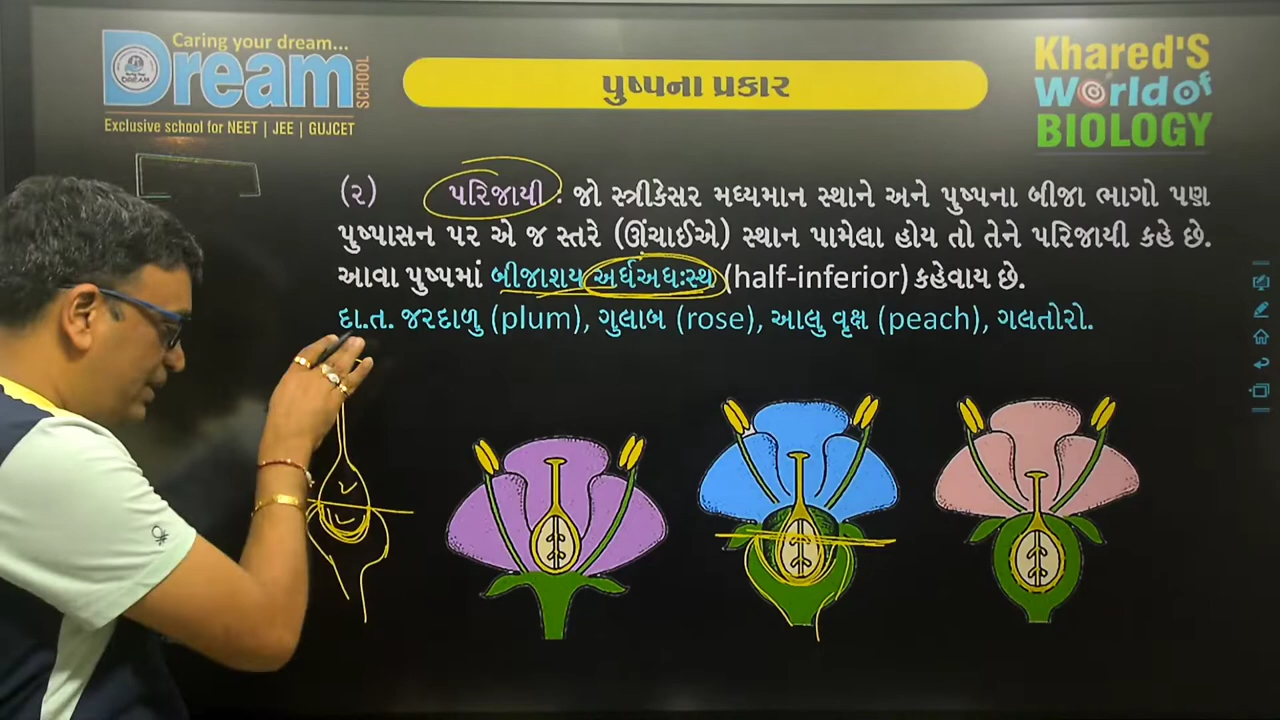 Caring your dream...
Dream SCHOOL
Exclusive school for NEET | JEE | GUJCET
પુષ્પના પ્રકાર
Khared'S
World of
BIOLOGY
(૨) પરિજાયી : જો સ્ત્રીકેસર મધ્યમાન સ્થાને અને પુષ્પના બીજા ભાગો પણ
પુષ્પાસન પર એ જ સ્તરે (ઊંચાઈએ) સ્થાન પામેલા હોય તો તેને પરિજાયી કહે છે.
આવા પુષ્પમાં બીજાશય અર્ધઅધઃસ્થ (half-inferior) કહેવાય છે.
દા.ત. જરદાળુ (plum), ગુલાબ (rose), આલુ વૃક્ષ (peach), ગલતોરો.